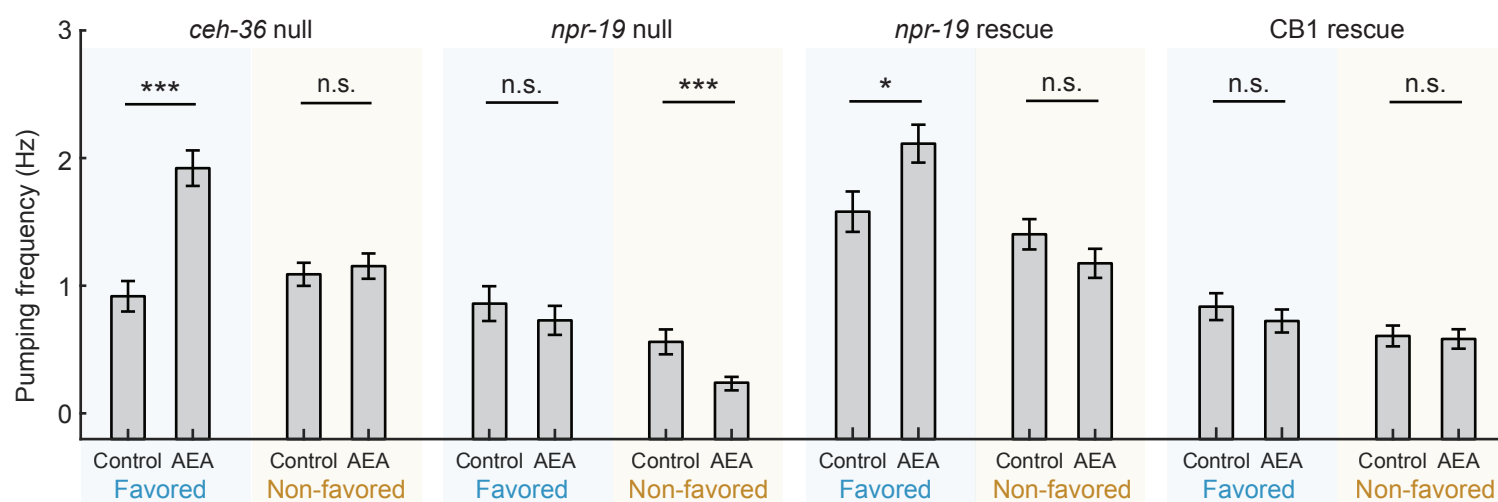 3
ceh-36 null npr-19 null npr-19 rescue CB1 rescue
*** n.s. n.s. *** * n.s. n.s. n.s.
2
Pumping frequency (Hz)
1
0
Control AEA Control AEA Control AEA Control AEA Control AEA Control AEA Control AEA Control AEA
Favored Non-favored Favored Non-favored Favored Non-favored Favored Non-favored